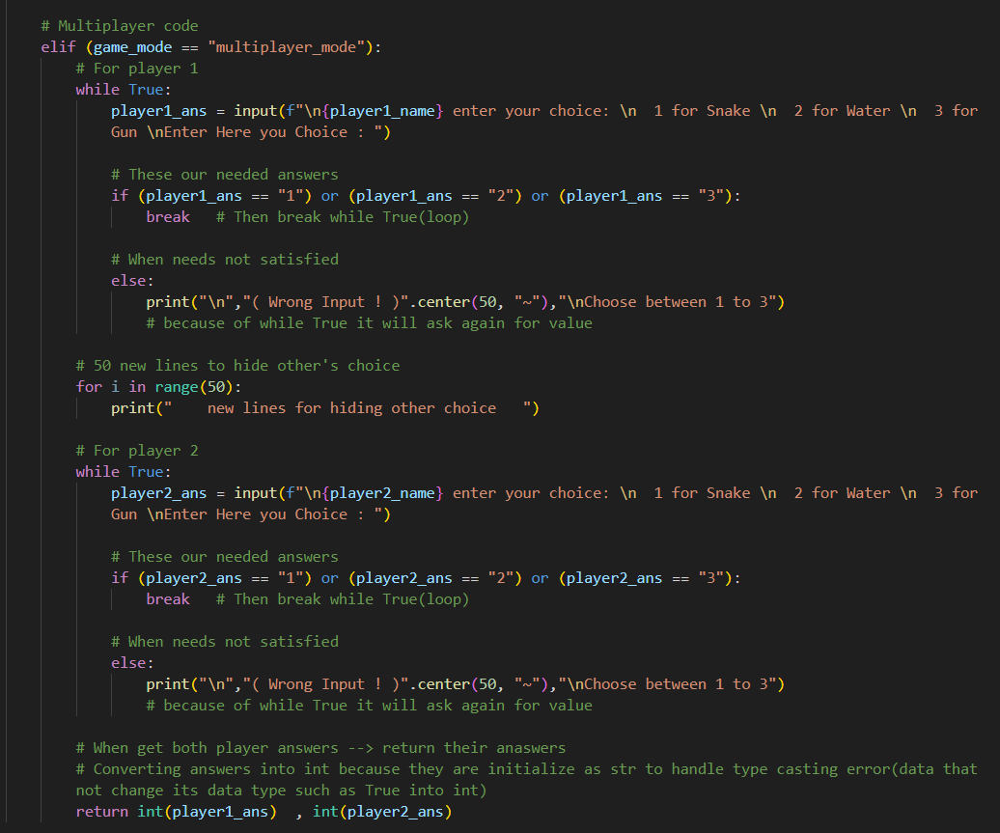 # Multiplayer code
elif (game_mode == "multiplayer_mode"):
# For player 1
while True:
player1_ans = input(f"\n{player1_name} enter your choice: \n  1 for Snake \n  2 for Water \n  3 for
Gun \nEnter Here you Choice : ")
# These our needed answers
if (player1_ans == "1") or (player1_ans == "2") or (player1_ans == "3"):
break   # Then break while True(loop)
# When needs not satisfied
else:
print("\n","( Wrong Input ! )".center(50, "~"),"\nChoose between 1 to 3")
# because of while True it will ask again for value
# 50 new lines to hide other's choice
for i in range(50):
print("    new lines for hiding other choice   ")
# For player 2
while True:
player2_ans = input(f"\n{player2_name} enter your choice: \n  1 for Snake \n  2 for Water \n  3 for
Gun \nEnter Here you Choice : ")
# These our needed answers
if (player2_ans == "1") or (player2_ans == "2") or (player2_ans == "3"):
break   # Then break while True(loop)
# When needs not satisfied
else:
print("\n","( Wrong Input ! )".center(50, "~"),"\nChoose between 1 to 3")
# because of while True it will ask again for value
# When get both player answers --> return their anaswers
# Converting answers into int because they are initialize as str to handle type casting error(data that
not change its data type such as True into int)
return int(player1_ans)  , int(player2_ans)